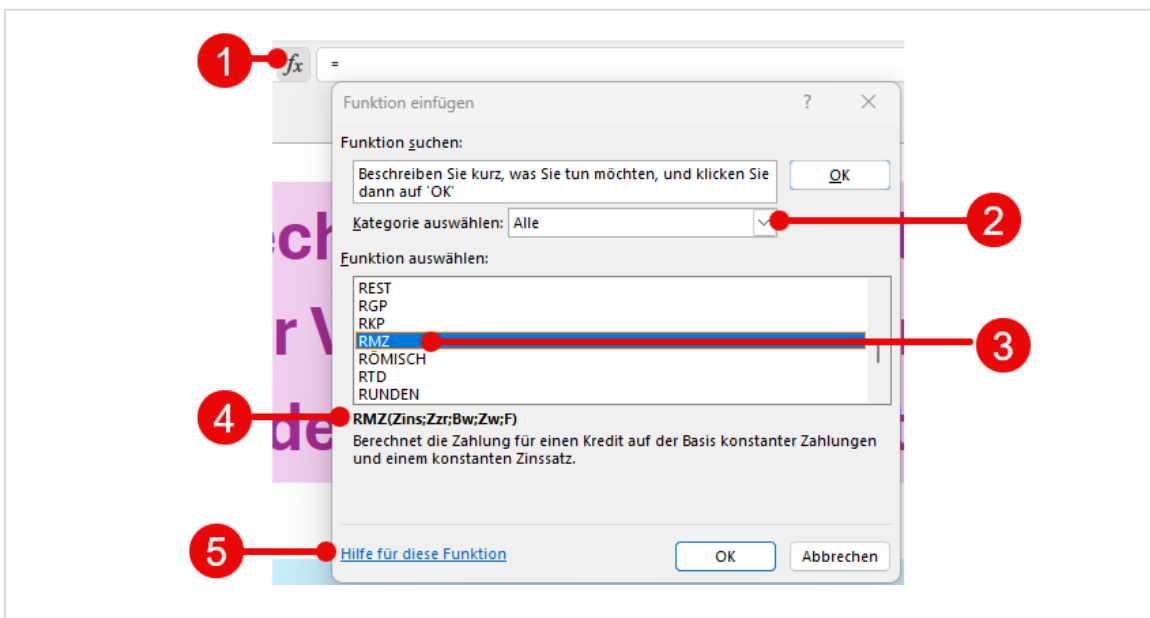 1
fx =
Funktion einfügen ? ×
Funktion suchen:
Beschreiben Sie kurz, was Sie tun möchten, und klicken Sie
dann auf 'OK'
OK
Kategorie auswählen: Alle
2
Funktion auswählen:
REST
RGP
RKP
RMZ
3
RÖMISCH
RTD
RUNDEN
4
RMZ(Zins;Zzr;Bw;Zw;F)
Berechnet die Zahlung für einen Kredit auf der Basis konstanter Zahlungen
und einem konstanten Zinssatz.
5
Hilfe für diese Funktion
OK
Abbrechen